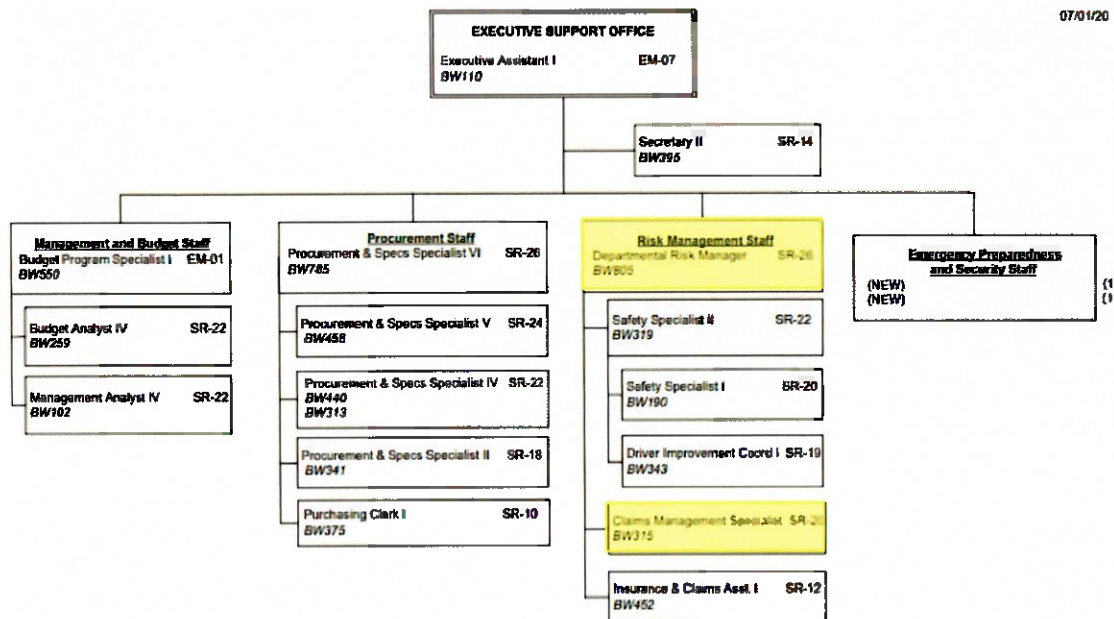 07/01/20
EXECUTIVE SUPPORT OFFICE
Executive Assistant I EM-07
BW110
Secretary II SR-14
BW395
Management and Budget Staff
Budget Program Specialist I EM-01
BW550
Budget Analyst IV SR-22
BW259
Management Analyst IV SR-22
BW102
Procurement Staff
Procurement & Specs Specialist VI SR-26
BW785
Procurement & Specs Specialist V SR-24
BW458
Procurement & Specs Specialist IV SR-22
BW440
BW313
Procurement & Specs Specialist II SR-18
BW341
Purchasing Clerk I SR-10
BW375
Risk Management Staff
Departmental Risk Manager SR-26
BW805
Safety Specialist II SR-22
BW319
Safety Specialist I SR-20
BW190
Driver Improvement Coord I SR-19
BW343
Claims Management Specialist SR-20
BW315
Insurance & Claims Asst. I SR-12
BW452
Emergency Preparedness
and Security Staff
(NEW) (1
(NEW) (1